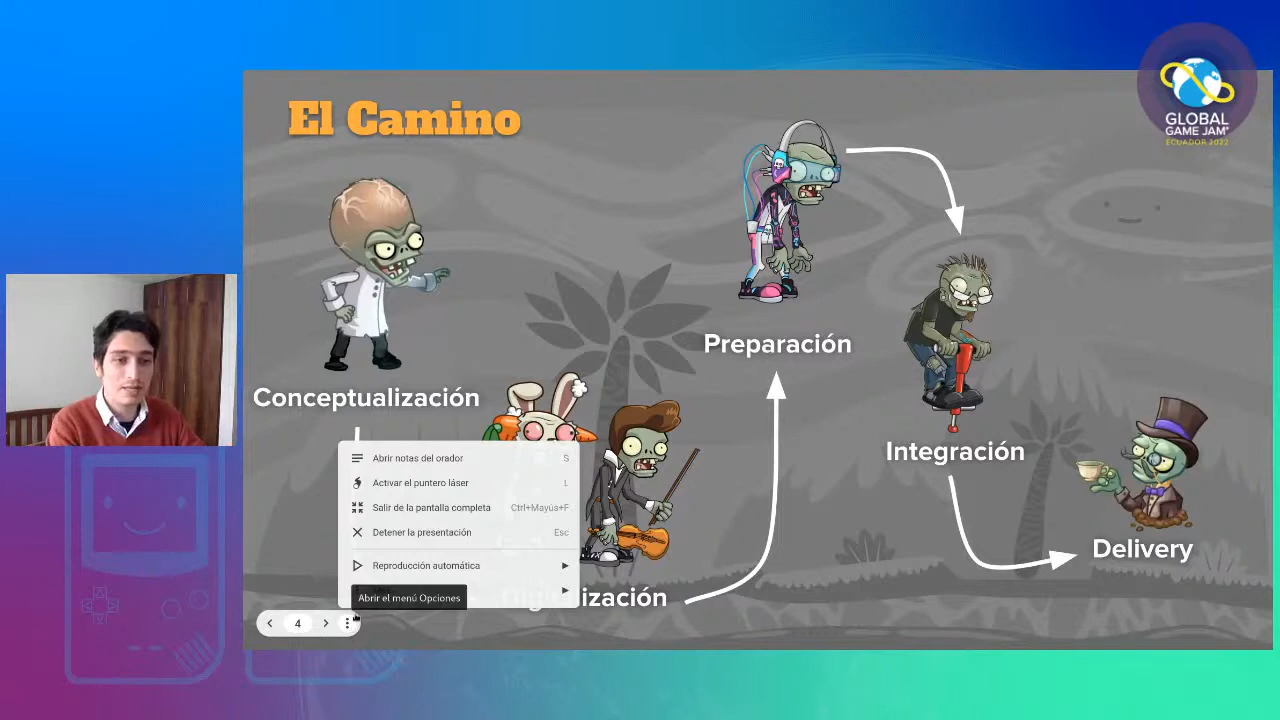 El Camino
GLOBAL
GAME JAM
ECUADOR 2022
Preparación
Conceptualización
Integración
Delivery
Abrir notas del orador S
Activar el puntero láser L
Salir de la pantalla completa Ctrl+Mayús+F
Detener la presentación Esc
Reproducción automática
Abrir el menú Opciones
Digitalización
4